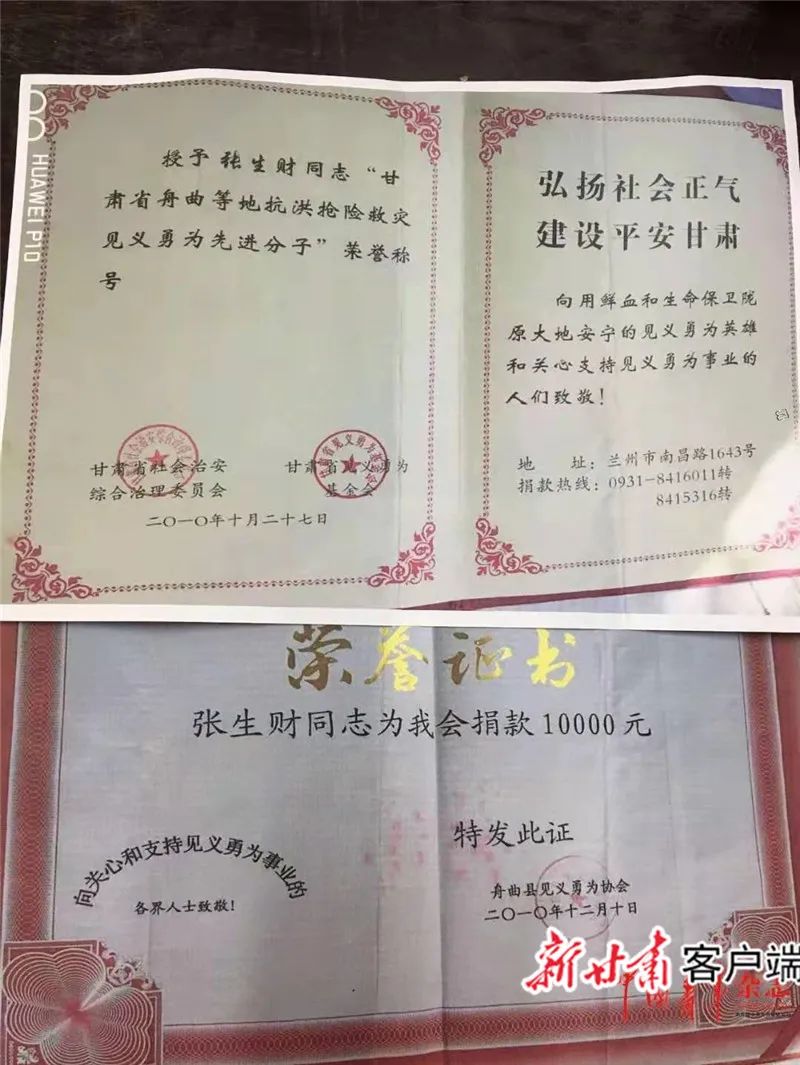 HUAWEI P10
授予张生财同志“甘
肃省舟曲等地抗洪抢险救灾
见义勇为先进分子”荣誉称
号
甘肃省社会治安
综合治理委员会
甘肃省见义勇为
基金会
二〇一〇年十月二十七日
弘扬社会正气
建设平安甘肃
向用鲜血和生命保卫陇
原大地安宁的见义勇为英雄
和关心支持见义勇为事业的
人们致敬！
地 址：兰州市南昌路1643号
捐款热线：0931-8416011转
8415316转
荣誉证书
张生财同志为我会捐款10000元
特发此证
向关心和支持见义勇为事业的
各界人士致敬！
舟曲县见义勇为协会
二〇一〇年十二月十日
新甘肃 客户端